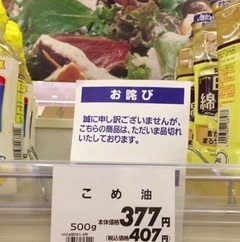 お詫び
誠に申し訳ございませんが、
こちらの商品は、ただいま品切れ
いたしております。
こめ油
500g
本体価格377円
税込価格407円
綿